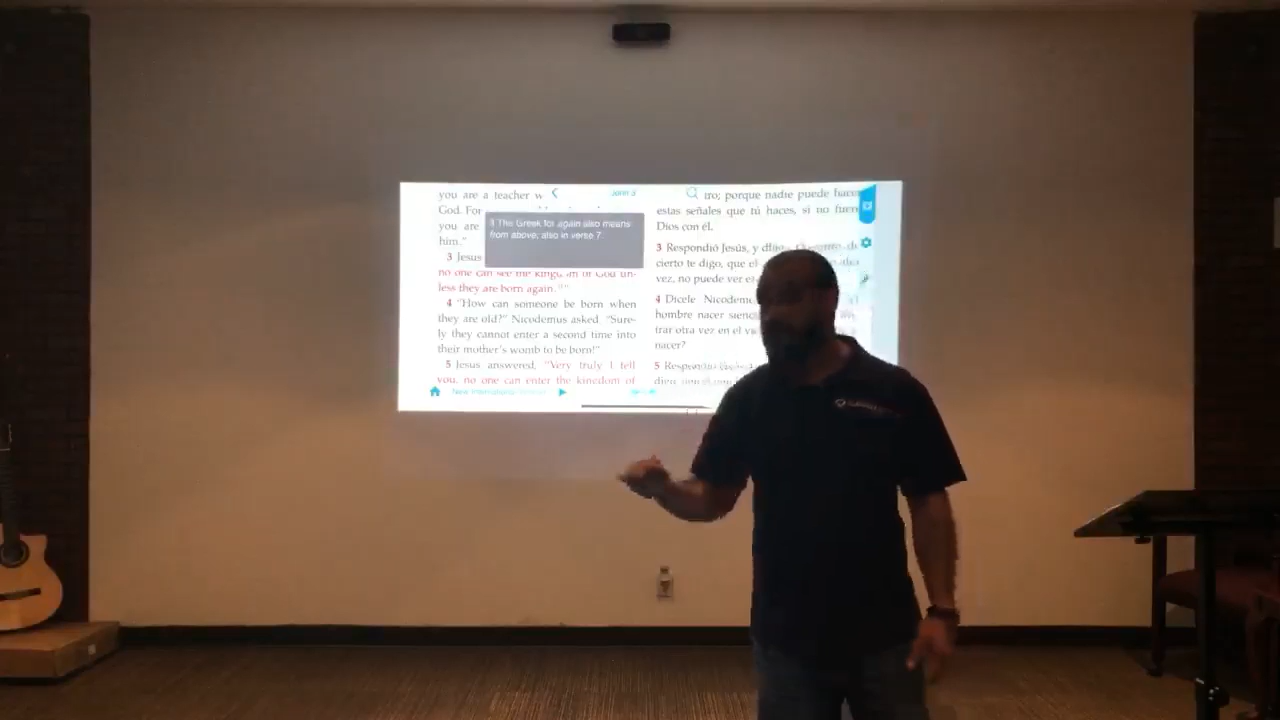 John 3
you are a teacher w
God. For
you are
him."
3 The Greek for again also means
from above; also in verse 7.
3 Jesus
no one can see the kingdom of God un-
less they are born again."
4 "How can someone be born when
they are old?" Nicodemus asked. "Sure-
ly they cannot enter a second time into
their mother's womb to be born!"
5 Jesus answered, "Very truly I tell
you, no one can enter the kingdom of
New International
tro; porque nadie puede hacer
estas señales que tú haces, si no fuere
Dios con él.
3 Respondió Jesús, y
cierto te digo, que el
vez, no puede ver
4 Dícele Nicodemo
hombre nacer
trar otra vez en el
nacer?
5 Respondió